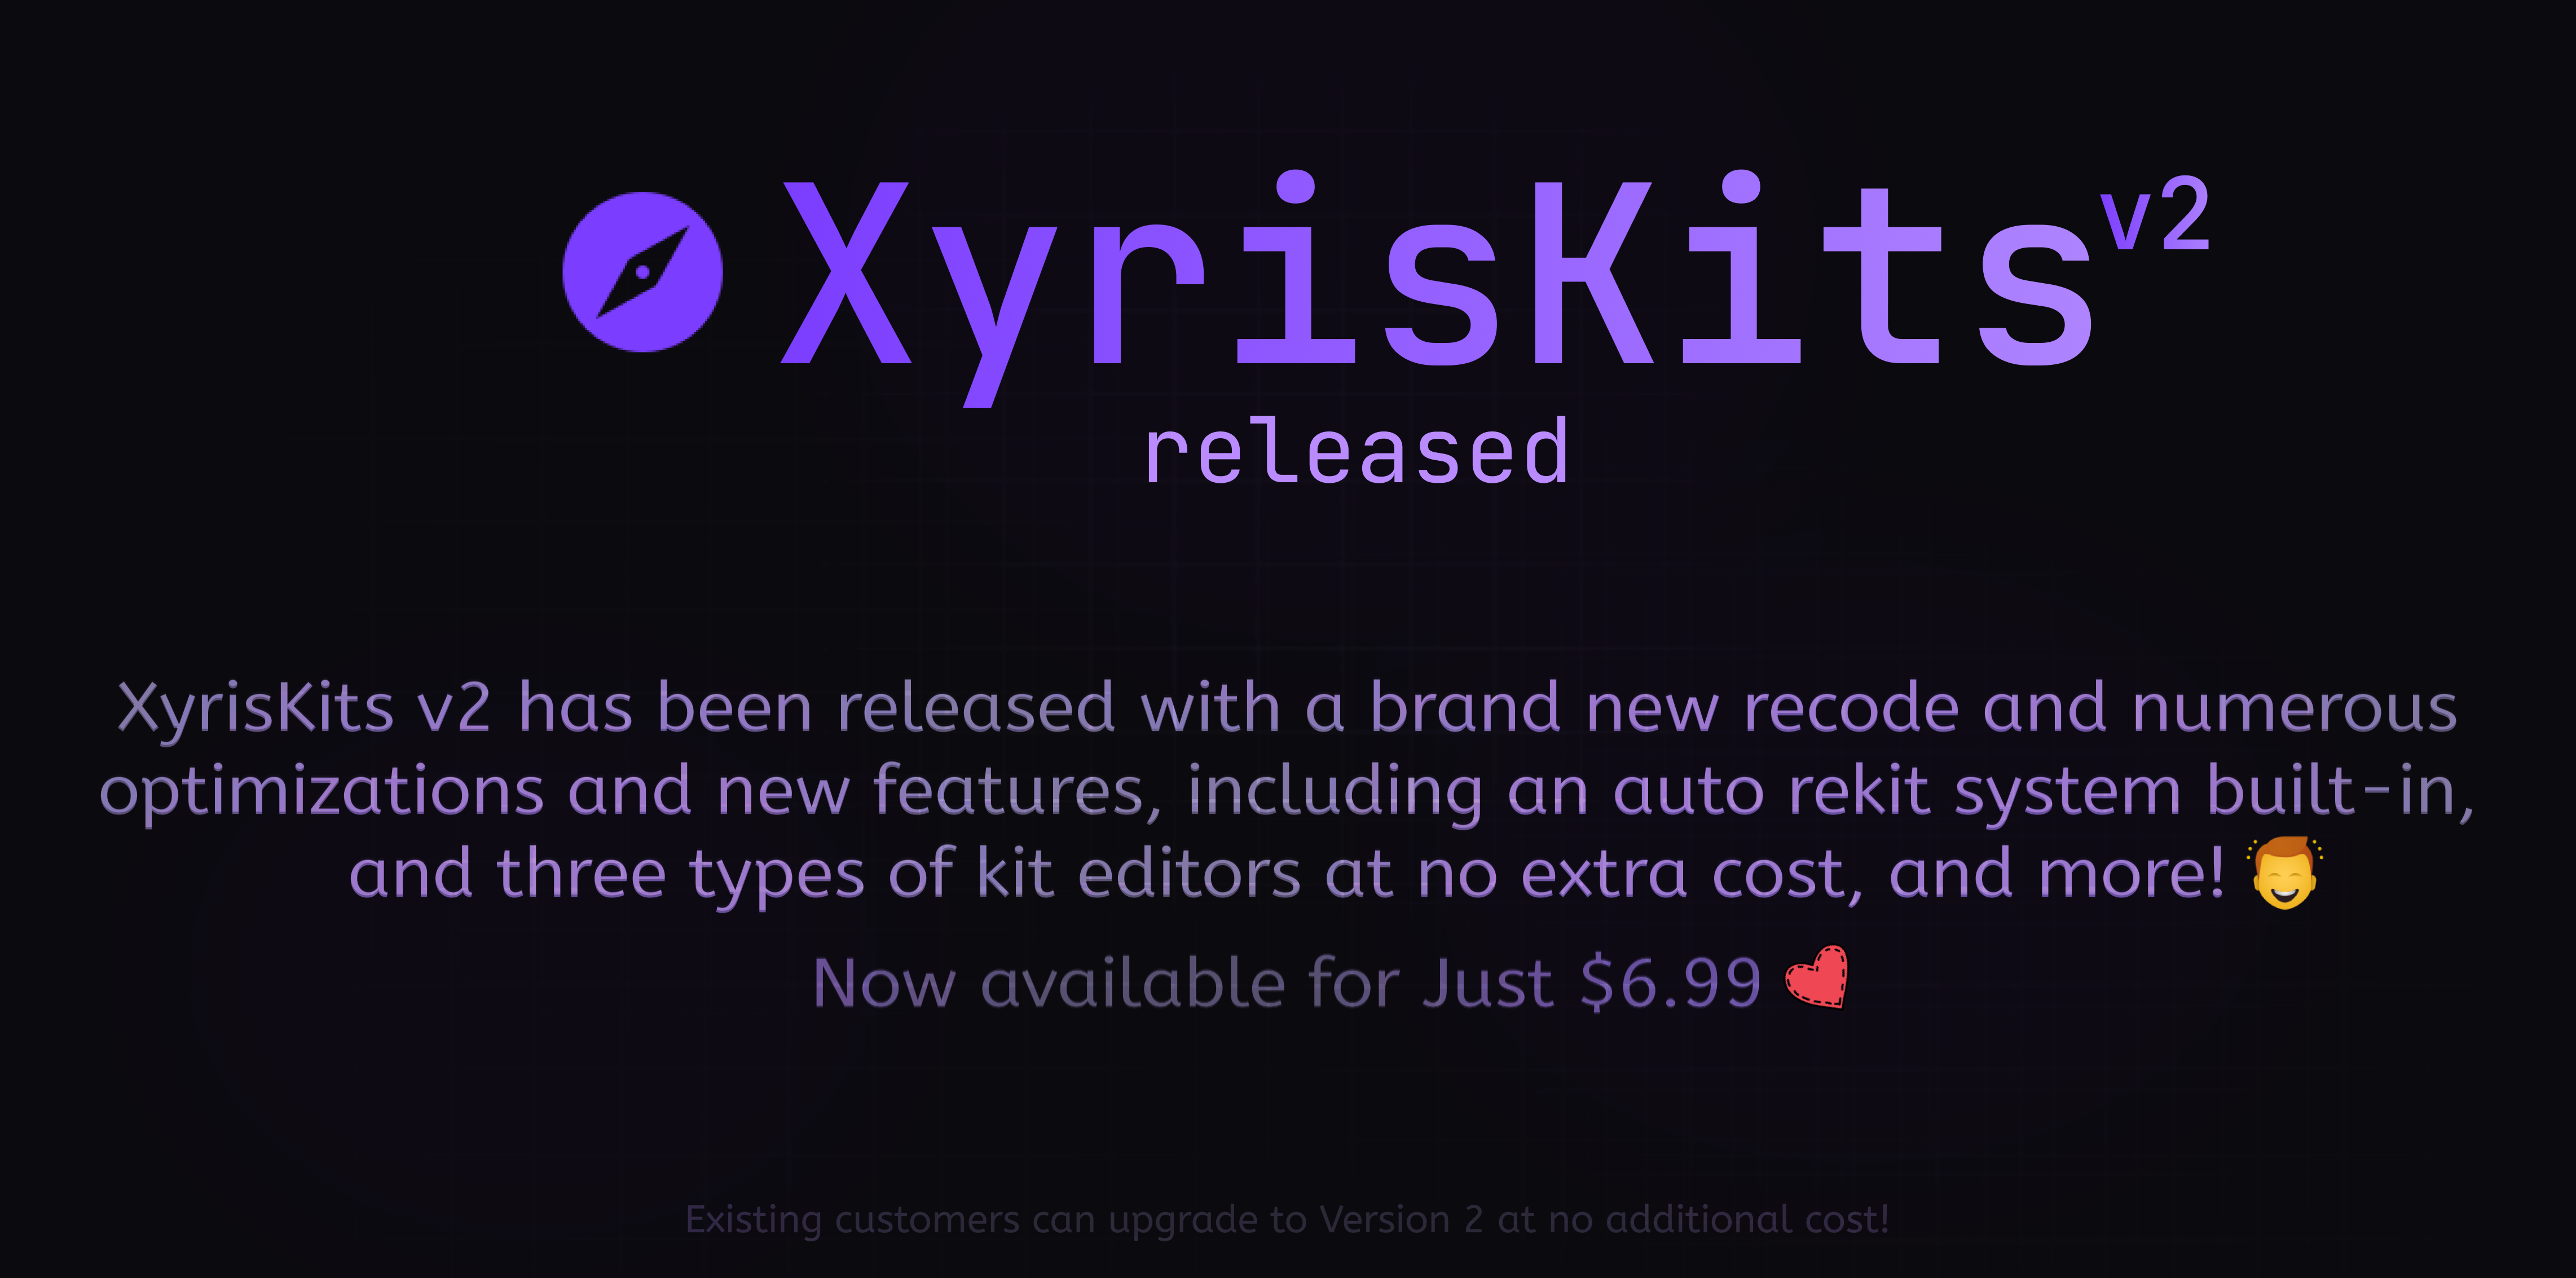 XyrisKits v2
released
XyrisKits v2 has been released with a brand new recode and numerous
optimizations and new features, including an auto rekit system built-in,
and three types of kit editors at no extra cost, and more!
Now available for Just $6.99
Existing customers can upgrade to Version 2 at no additional cost!